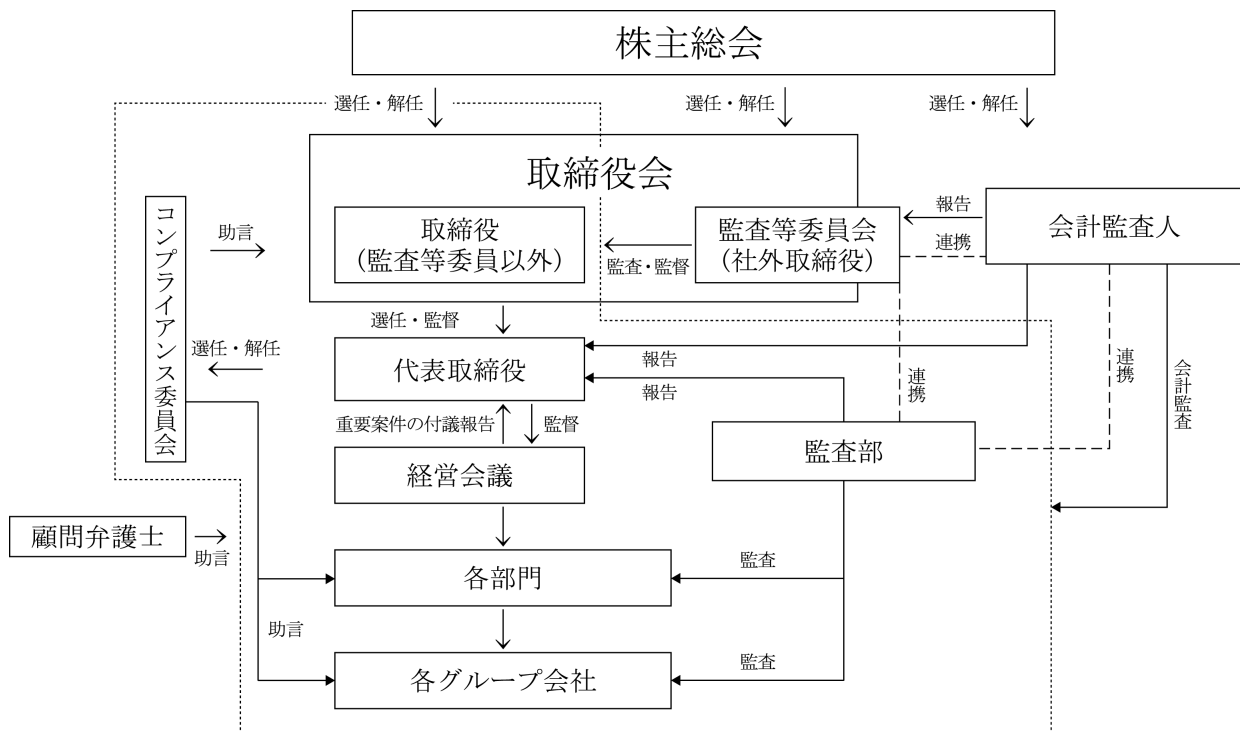 株主総会
選任・解任
選任・解任
選任・解任
取締役会
取締役
（監査等委員以外）
監査・監督
監査等委員会
（社外取締役）
報告
連携
会計監査人
コンプライアンス委員会
助言
選任・解任
選任・監督
代表取締役
報告
報告
連携
連携
会計監査
重要案件の付議報告
監督
経営会議
監査部
顧問弁護士
助言
各部門
監査
助言
各グループ会社
監査